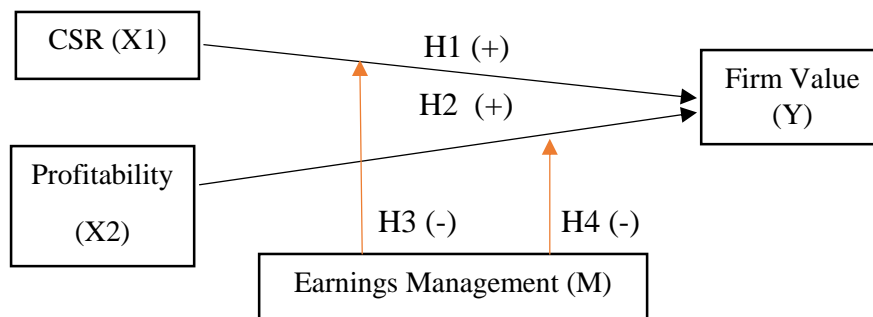 CSR (X1)
H1 (+)
Firm Value
(Y)
H2 (+)
Profitability
(X2)
H3 (-)
H4 (-)
Earnings Management (M)